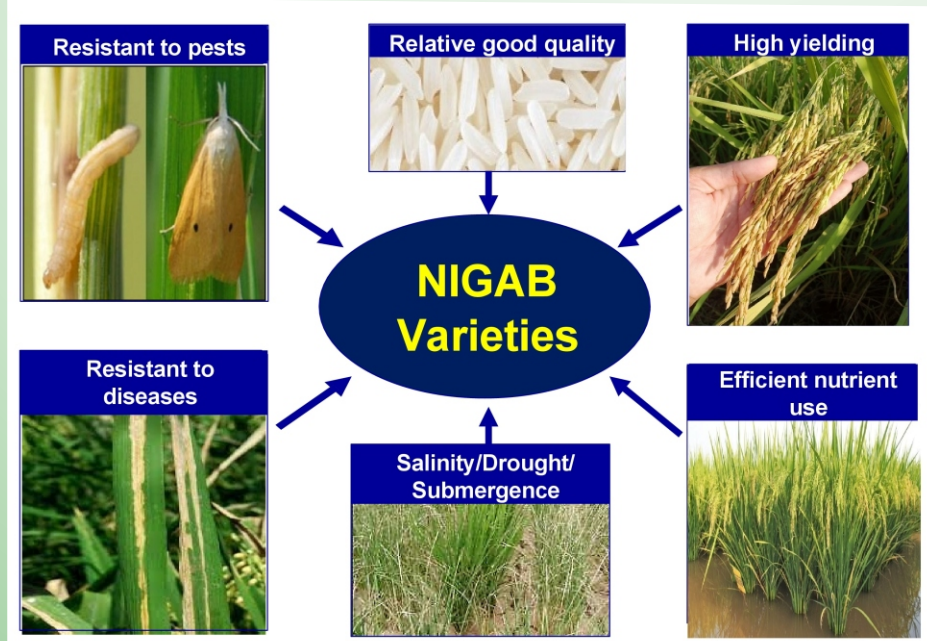 Resistant to pests
Relative good quality
High yielding
NIGAB
Varieties
Resistant to
diseases
Salinity/Drought/
Submergence
Efficient nutrient
use